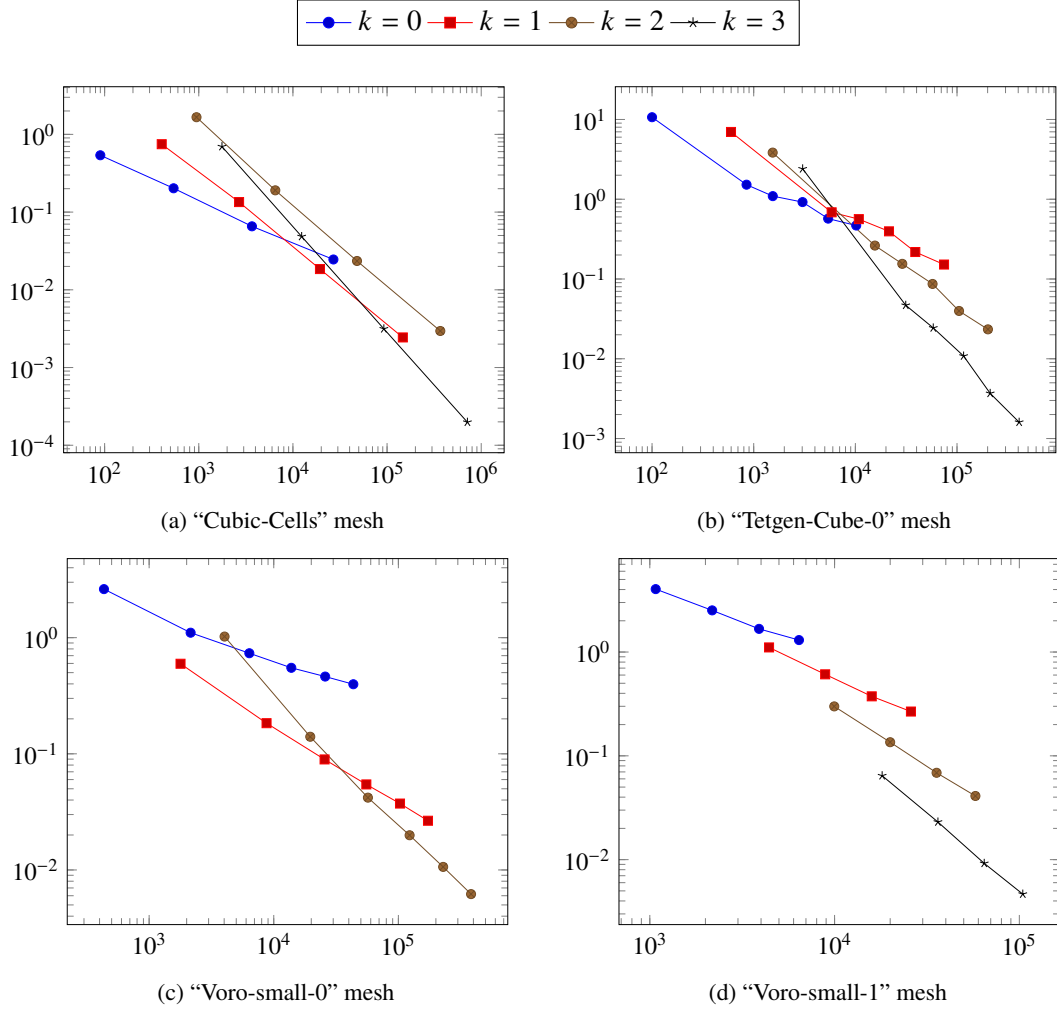 k = 0 k = 1 k = 2 k = 3
10^0
10^−1
10^−2
10^−3
10^−4
10^2 10^3 10^4 10^5 10^6
(a) “Cubic-Cells” mesh
10^1
10^0
10^−1
10^−2
10^−3
10^2 10^3 10^4 10^5
(b) “Tetgen-Cube-0” mesh
10^0
10^−1
10^−2
10^3 10^4 10^5
(c) “Voro-small-0” mesh
10^0
10^−1
10^−2
10^3 10^4 10^5
(d) “Voro-small-1” mesh